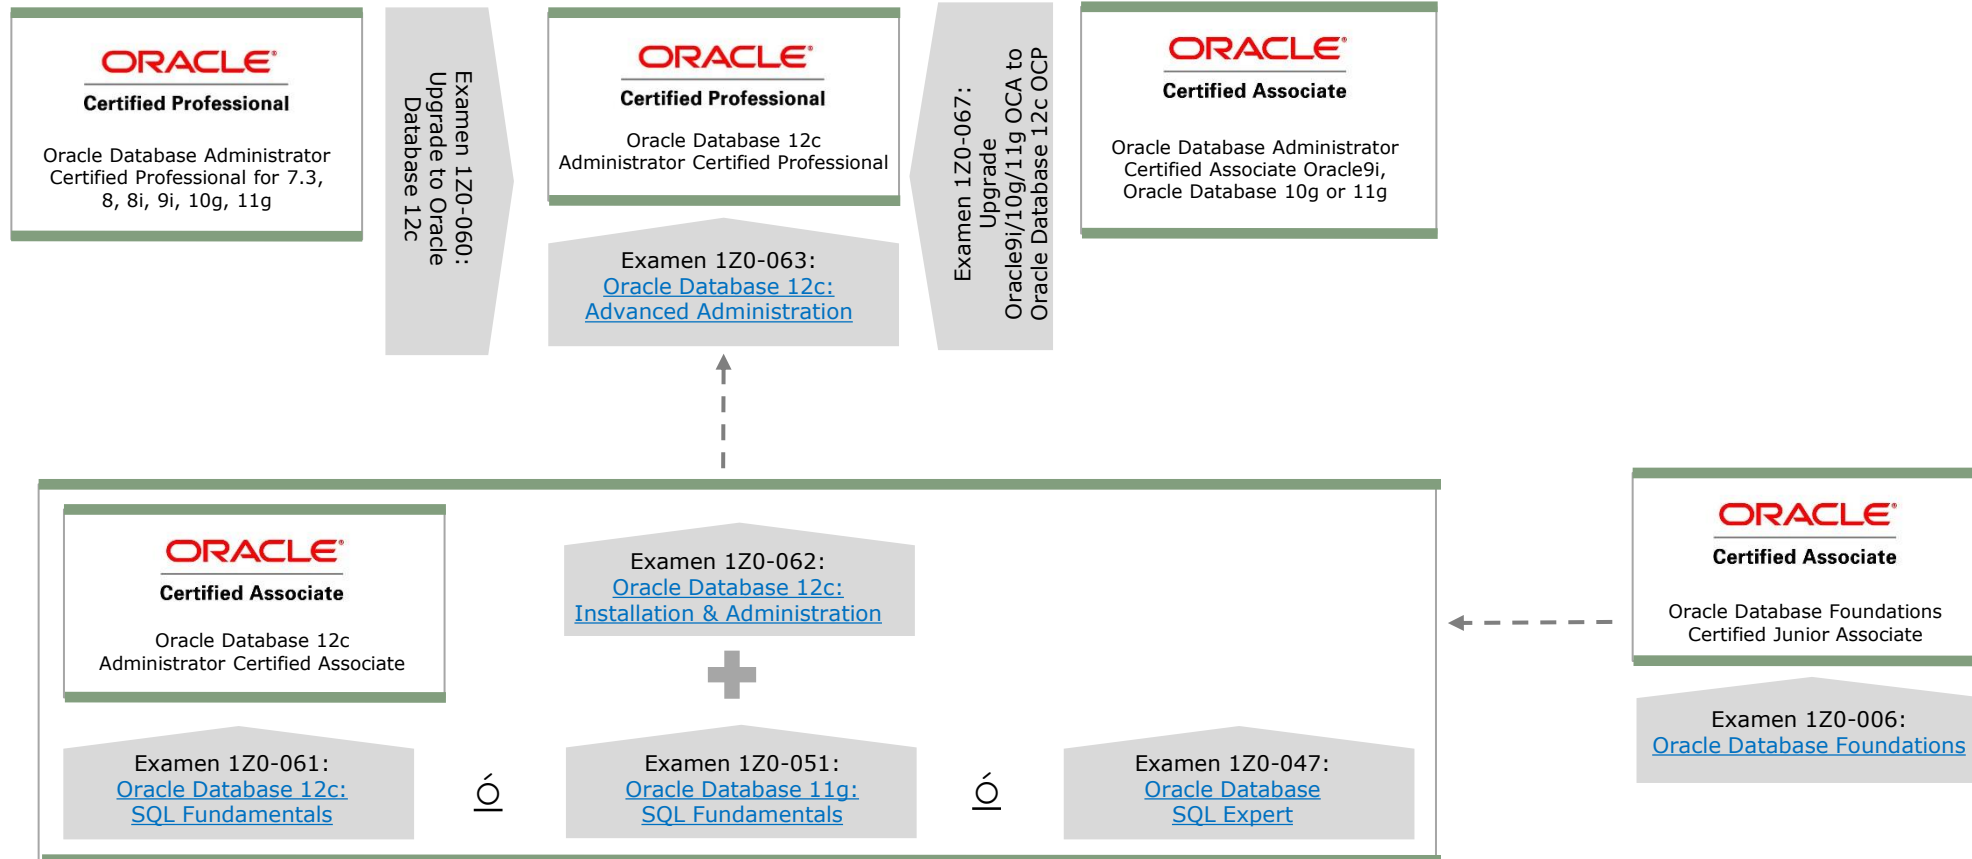 ORACLE®
Certified Professional
Oracle Database Administrator
Certified Professional for 7.3,
8, 8i, 9i, 10g, 11g
Examen 1Z0-060:
Upgrade to Oracle
Database 12c
ORACLE®
Certified Professional
Oracle Database 12c
Administrator Certified Professional
Examen 1Z0-063:
Oracle Database 12c:
Advanced Administration
Examen 1Z0-067:
Upgrade
Oracle9i/10g/11g OCA to
Oracle Database 12c OCP
ORACLE®
Certified Associate
Oracle Database Administrator
Certified Associate Oracle9i,
Oracle Database 10g or 11g
ORACLE®
Certified Associate
Oracle Database 12c
Administrator Certified Associate
Examen 1Z0-062:
Oracle Database 12c:
Installation & Administration
Examen 1Z0-061:
Oracle Database 12c:
SQL Fundamentals
Ó
Examen 1Z0-051:
Oracle Database 11g:
SQL Fundamentals
Ó
Examen 1Z0-047:
Oracle Database
SQL Expert
ORACLE®
Certified Associate
Oracle Database Foundations
Certified Junior Associate
Examen 1Z0-006:
Oracle Database Foundations